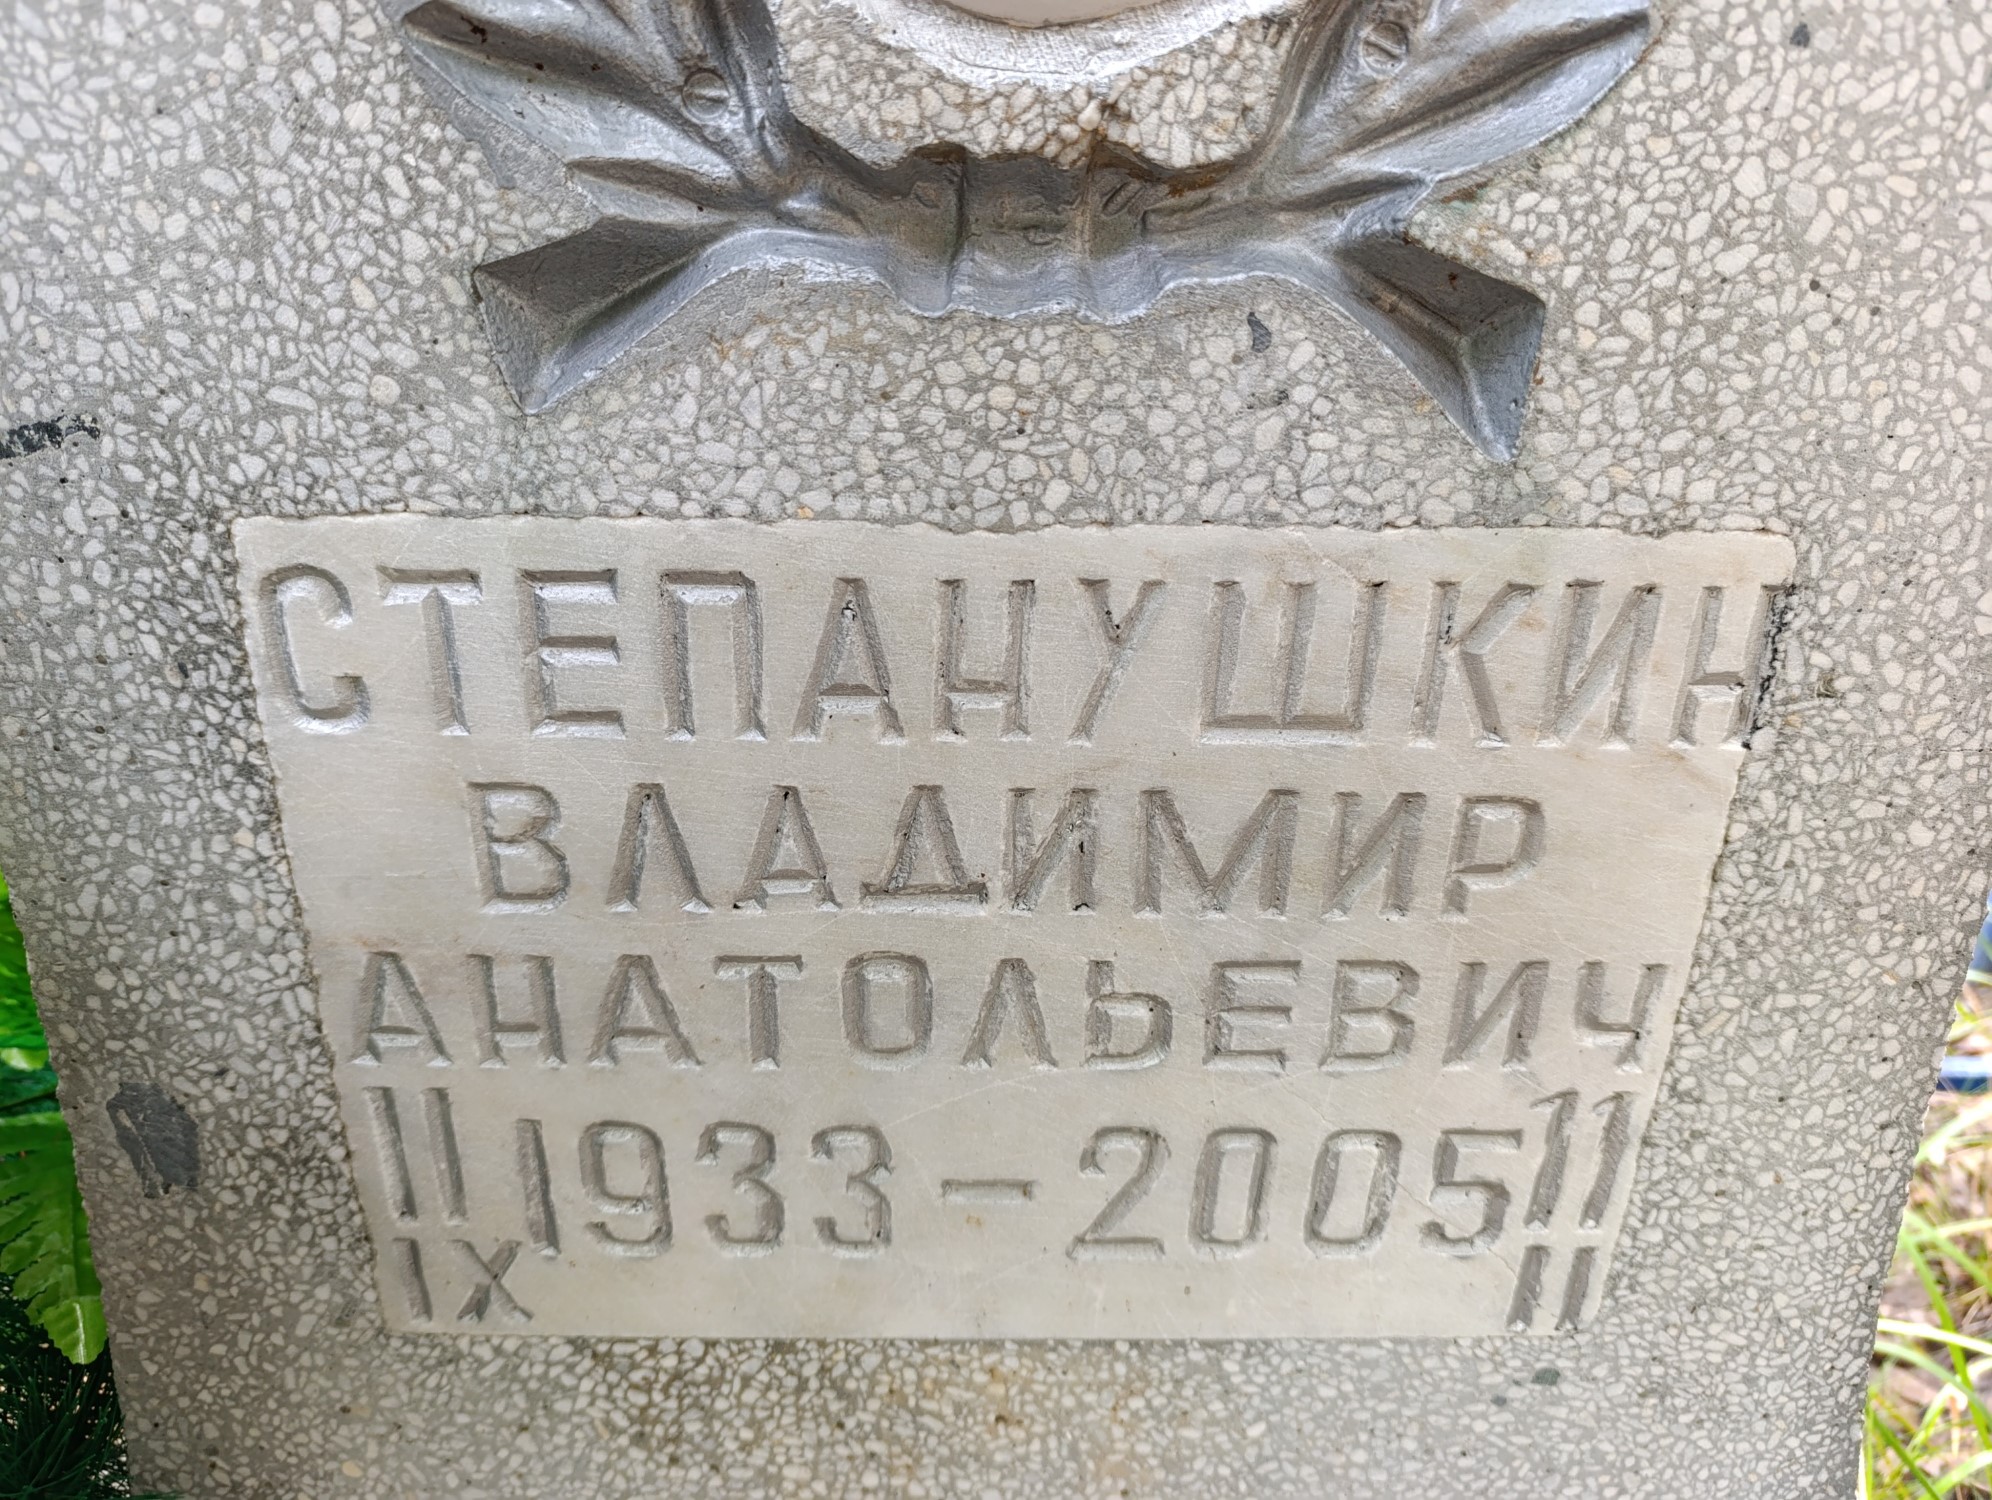 СТЕПАНУШКИН
ВЛАДИМИР
АНАТОЛЬЕВИЧ
11 IX 1933 – 2005 11 II